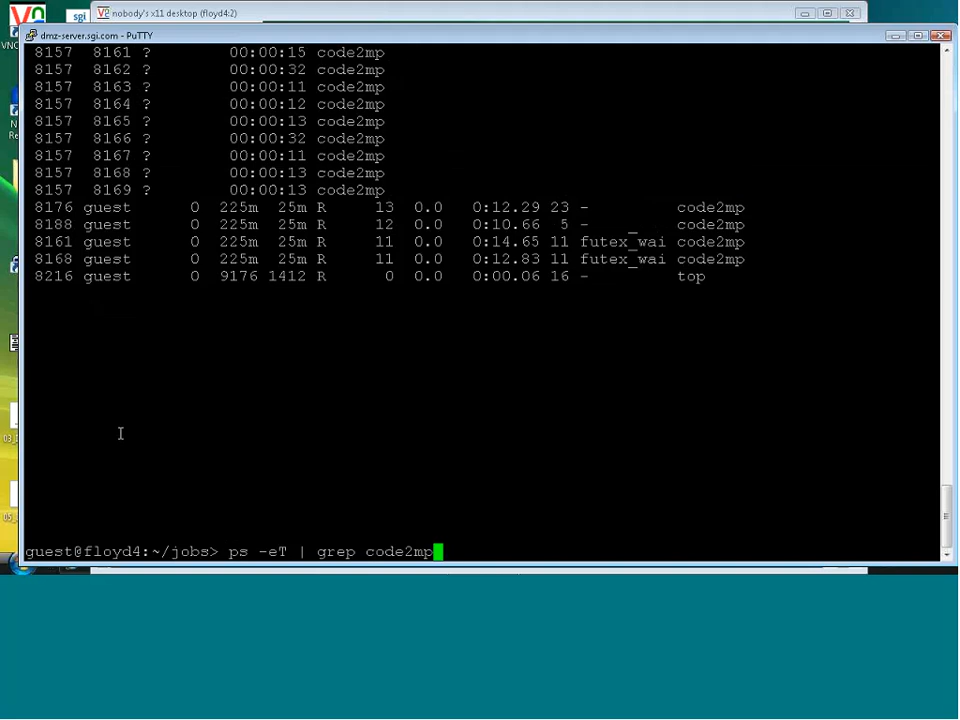 sgi
nobody's x11 desktop (floyd4:2)
dmz-server.sgi.com - PuTTY
VNC
8157 8161 ? 00:00:15 code2mp
8157 8162 ? 00:00:32 code2mp
8157 8163 ? 00:00:11 code2mp
8157 8164 ? 00:00:12 code2mp
8157 8165 ? 00:00:13 code2mp
8157 8166 ? 00:00:32 code2mp
8157 8167 ? 00:00:11 code2mp
8157 8168 ? 00:00:13 code2mp
8157 8169 ? 00:00:13 code2mp
8176 guest 0 225m 25m R 13 0.0 0:12.29 23 - code2mp
8188 guest 0 225m 25m R 12 0.0 0:10.66 5 - _ code2mp
8161 guest 0 225m 25m R 11 0.0 0:14.65 11 futex_wai code2mp
8168 guest 0 225m 25m R 11 0.0 0:12.83 11 futex_wai code2mp
8216 guest 0 9176 1412 R 0 0.0 0:00.06 16 - top
guest@floyd4:~/jobs> ps -eT | grep code2mp